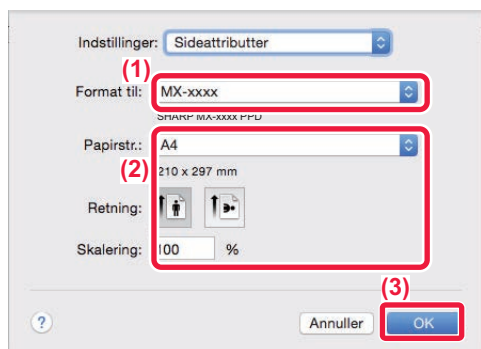 Indstillinger: Sideattributter
(1)
Format til: MX-xxxx
SHARP MX-xxxx PPD
Papirstr.: A4
(2) 210 x 297 mm
Retning:
Skalering: 100 %
(3)
? Annuller OK